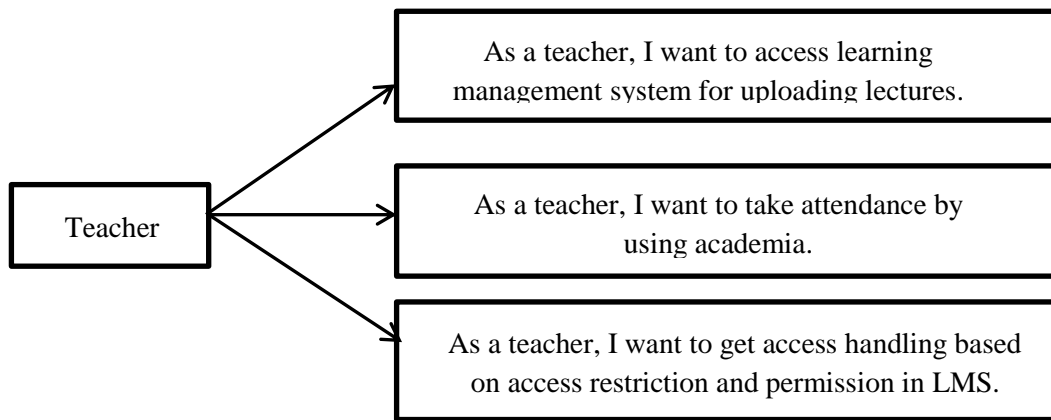 As a teacher, I want to access learning
management system for uploading lectures.
Teacher
As a teacher, I want to take attendance by
using academia.
As a teacher, I want to get access handling based
on access restriction and permission in LMS.